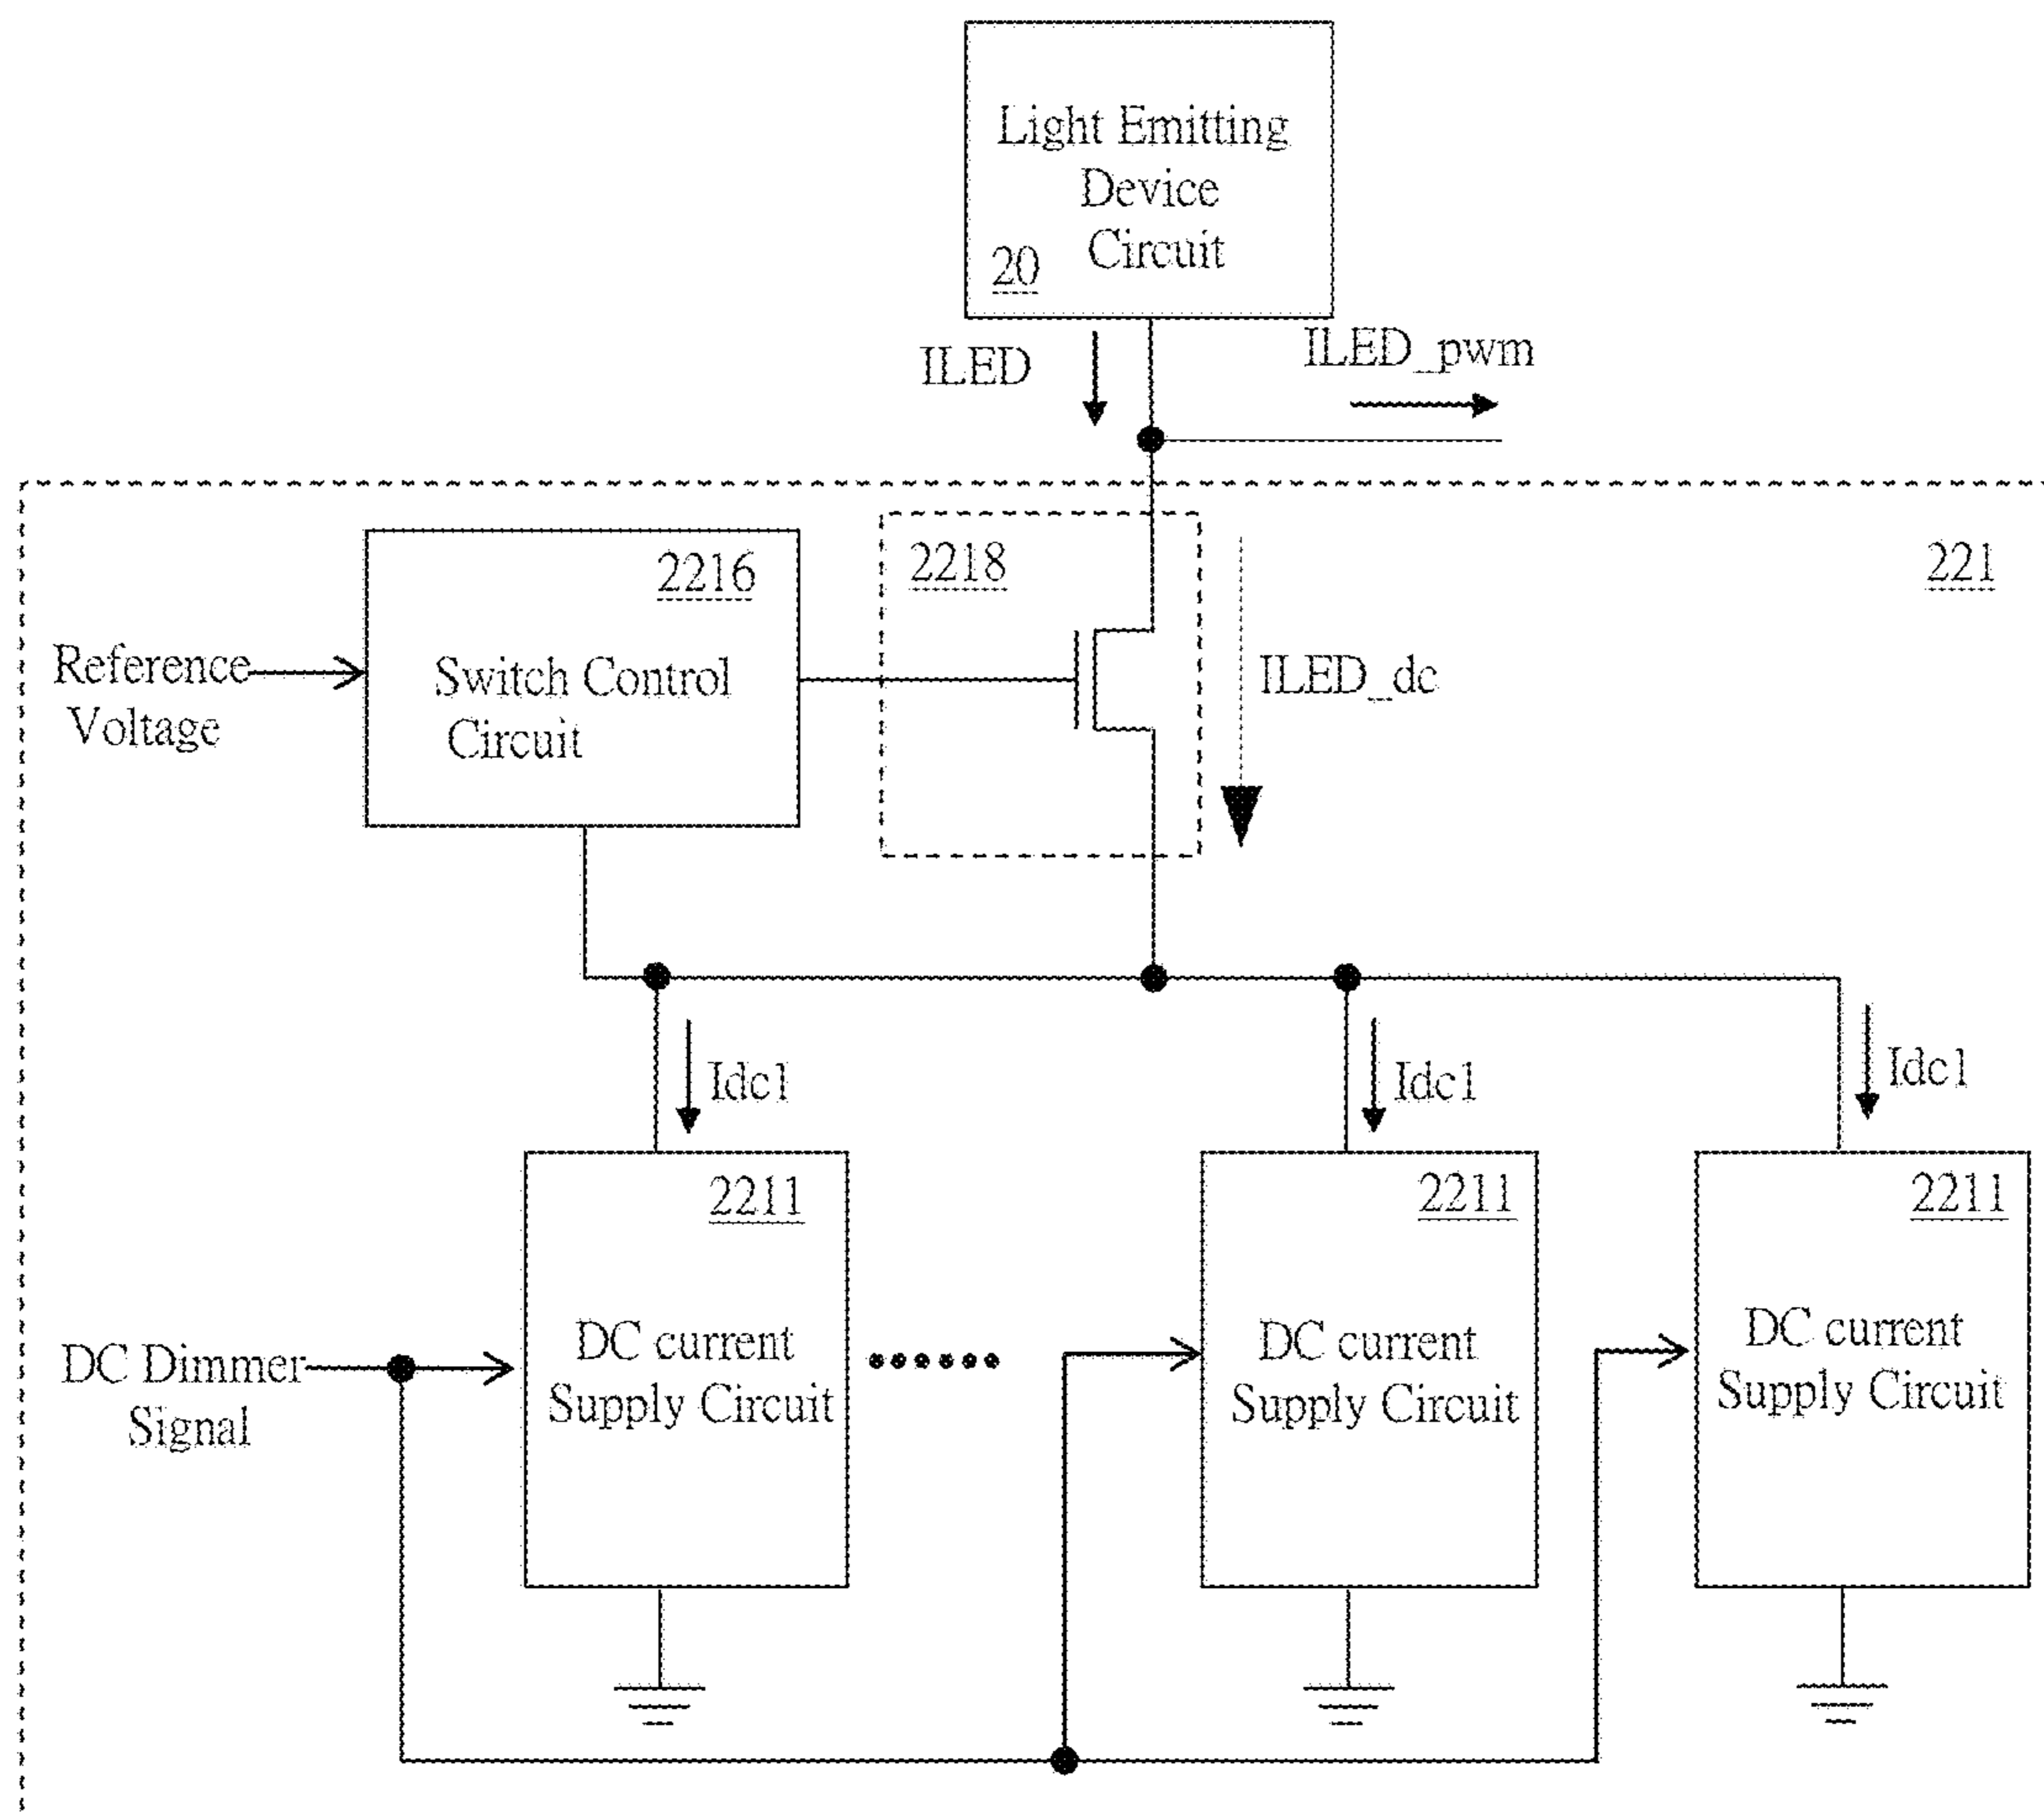 Light Emitting
Device
Circuit
20
ILED
ILED_pwm
2216
2218
221
Reference
Voltage
Switch Control
Circuit
ILED_dc
Idc1
Idc1
Idc1
2211
2211
2211
DC Dimmer
Signal
DC current
Supply Circuit
DC current
Supply Circuit
DC current
Supply Circuit